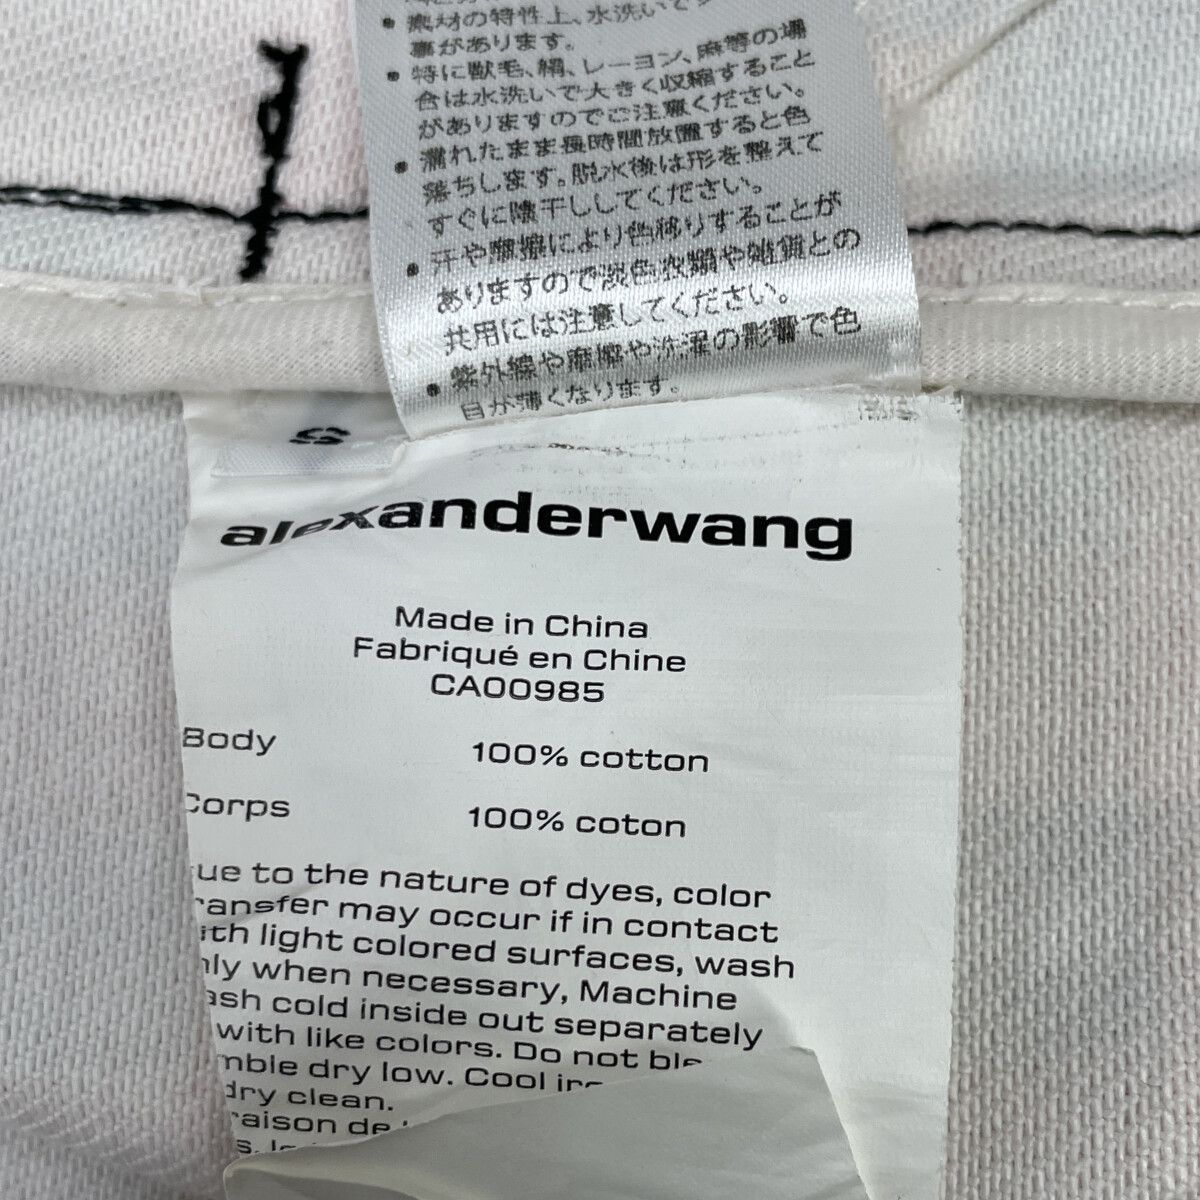 素材の特性上、水洗いで
事があります。
特に獣毛、絹、レーヨン、麻等の場
合は水洗いで大きく収縮すること
がありますのでご注意ください。
濡れたまま長時間放置すると色
落ちします。脱水後は形を整えて
すぐに陰干ししてください。
汗や摩擦により色移りすることが
ありますので淡色衣類や雑貨との
共用には注意してください。
紫外線や摩擦や洗濯の影響で色
目が薄くなります。
S
alexanderwang
Made in China
Fabriqué en Chine
CA00985
Body 100% cotton
Corps 100% coton
ue to the nature of dyes, color
ransfer may occur if in contact
ith light colored surfaces, wash
nly when necessary, Machine
ash cold inside out separately
with like colors. Do not ble
mble dry low. Cool iro
dry clean.
raison de